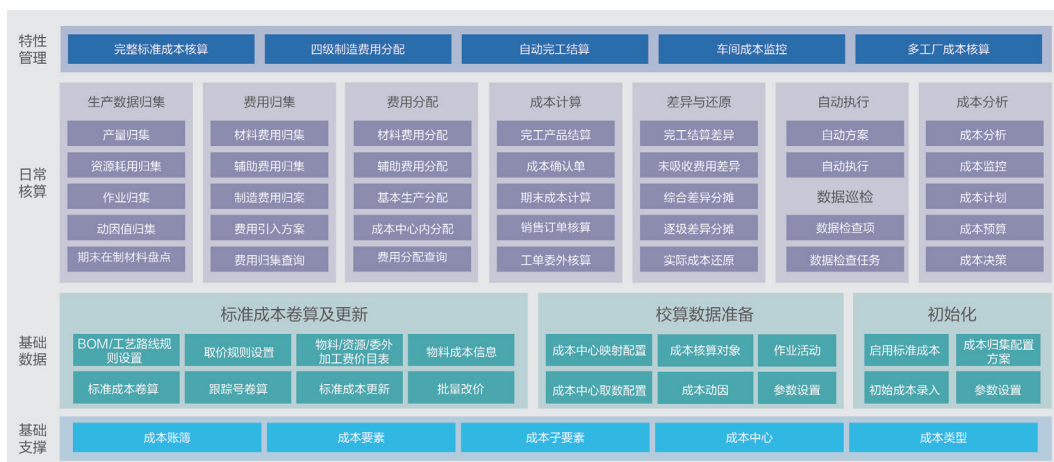 特性
管理
完整标准成本核算
四级制造费用分配
自动完工结算
车间成本监控
多工厂成本核算
日常
核算
生产数据归集
产量归集
资源耗用归集
作业归集
动因值归集
期末在制材料盘点
费用归集
材料费用归集
辅助费用归集
制造费用归案
费用引入方案
费用归集查询
费用分配
材料费用分配
辅助费用分配
基本生产分配
成本中心内分配
费用分配查询
成本计算
完工产品结算
成本确认单
期末成本计算
销售订单核算
工单委外核算
差异与还原
完工结算差异
未吸收费用差异
综合差异分摊
逐级差异分摊
实际成本还原
自动执行
自动方案
自动执行
数据巡检
数据检查项
数据检查任务
成本分析
成本分析
成本监控
成本计划
成本预算
成本决策
基础
数据
标准成本卷算及更新
BOM/工艺路线规
则设置
取价规则设置
物料/资源/委外
加工费价目表
物料成本信息
标准成本卷算
跟踪号卷算
标准成本更新
批量改价
校算数据准备
成本中心映射配置
成本核算对象
作业活动
成本中心取数配置
成本动因
参数设置
初始化
启用标准成本
成本归集配置
方案
初始成本录入
参数设置
基础
支撑
成本账簿
成本要素
成本子要素
成本中心
成本类型